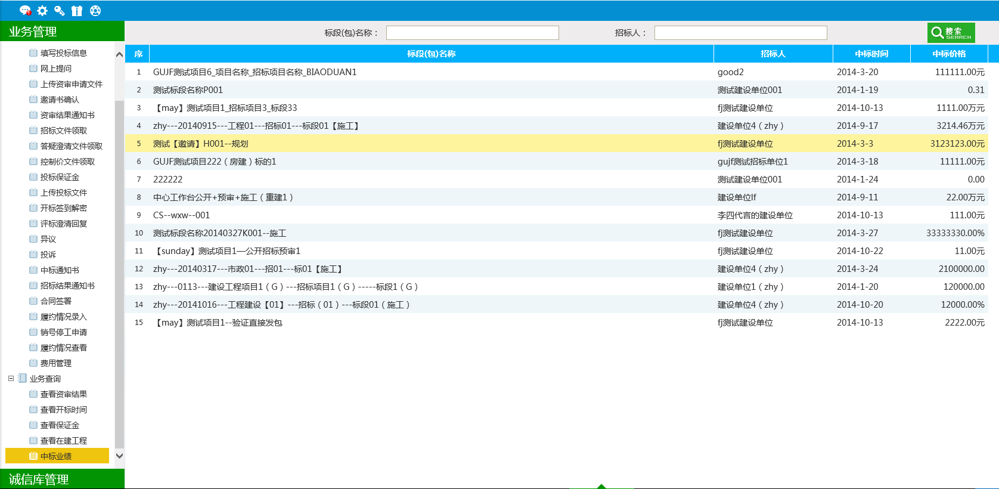 业务管理
标段(包)名称：
招标人：
搜索
SEARCH
填写投标信息
网上提问
上传资审申请文件
邀请书确认
资审结果通知书
招标文件领取
答疑澄清文件领取
控制价文件领取
投标保证金
上传投标文件
开标签到解密
评标澄清回复
异议
投诉
中标通知书
招标结果通知书
合同签署
履约情况录入
销号停工申请
履约情况查看
费用管理
业务查询
查看资审结果
查看开标时间
查看保证金
查看在建工程
中标业绩
诚信库管理
序 标段(包)名称 招标人 中标时间 中标价格
1 GUJF测试项目6_项目名称_招标项目名称_BIAODUAN1 good2 2014-3-20 111111.00元
2 测试标段名称P001 测试建设单位001 2014-1-19 0.31
3 【may】测试项目1_招标项目3_标段33 fj测试建设单位 2014-10-13 1111.00万元
4 zhy---20140915---工程01---招标01---标段01【施工】 建设单位4（zhy） 2014-9-17 3214.46万元
5 测试【邀请】H001--规划 fj测试建设单位 2014-3-3 3123123.00元
6 GUJF测试项目222（房建）标的1 gujf测试招标单位1 2014-3-18 11111.00元
7 222222 测试建设单位001 2014-1-24 0.00
8 中心工作台公开+预审+施工（重建1） 建设单位lf 2014-9-11 22.00万元
9 CS--wxw--001 李四代言的建设单位 2014-10-13 111.00元
10 测试标段名称20140327K001--施工 fj测试建设单位 2014-3-27 33333330.00%
11 【sunday】测试项目1—公开招标预审1 fj测试建设单位 2014-10-22 11.00元
12 zhy---20140317---市政01---招01---标01【施工】 建设单位4（zhy） 2014-3-24 2100000.00
13 zhy---0113---建设工程项目1（G）---招标项目1（G）-----标段1（G） 建设单位1（zhy） 2014-1-20 120000.00
14 zhy---20141016---工程建设【01】---招标（01）---标段01（施工） 建设单位4（zhy） 2014-10-20 12000.00%
15 【may】测试项目1--验证直接发包 fj测试建设单位 2014-10-13 2222.00元